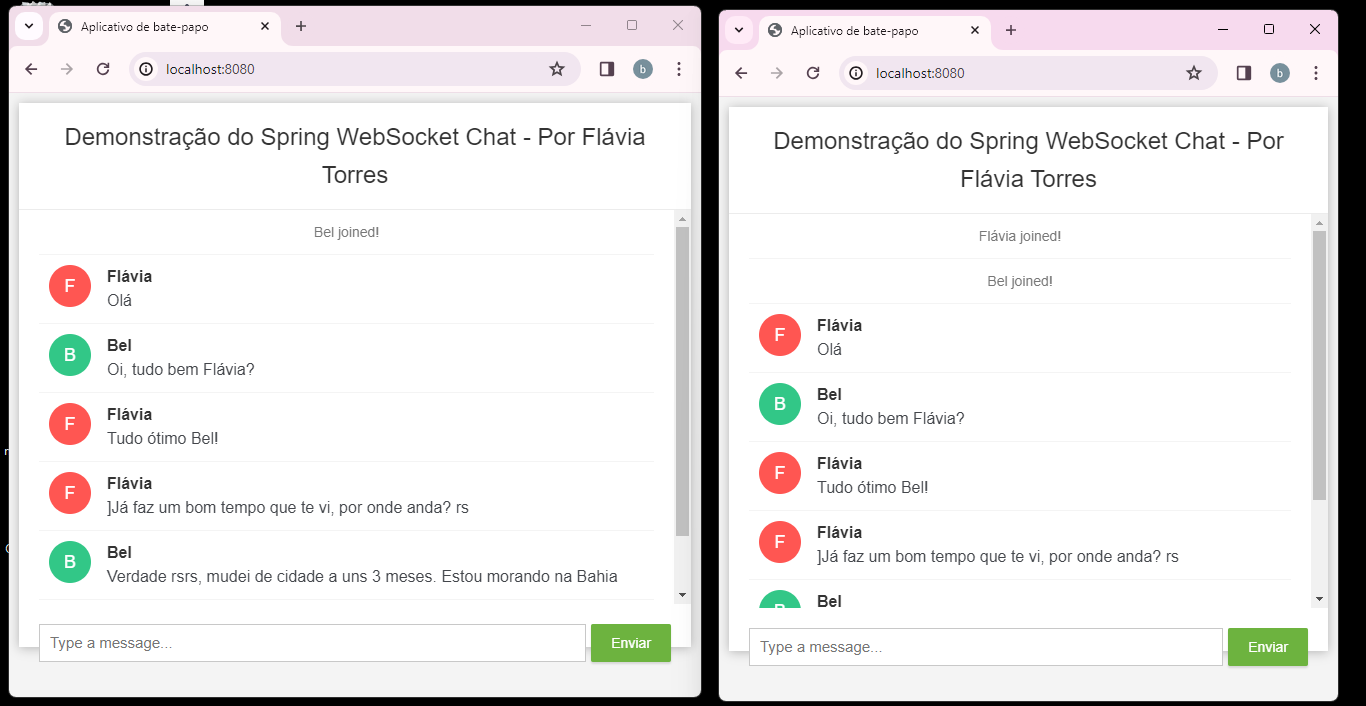 Aplicativo de bate-papo
localhost:8080
b
Demonstração do Spring WebSocket Chat - Por Flávia
Torres
Bel joined!
F
Flávia
Olá
B
Bel
Oi, tudo bem Flávia?
F
Flávia
Tudo ótimo Bel!
F
Flávia
]Já faz um bom tempo que te vi, por onde anda? rs
B
Bel
Verdade rsrs, mudei de cidade a uns 3 meses. Estou morando na Bahia
Type a message...
Enviar
Aplicativo de bate-papo
localhost:8080
b
Demonstração do Spring WebSocket Chat - Por
Flávia Torres
Flávia joined!
Bel joined!
F
Flávia
Olá
B
Bel
Oi, tudo bem Flávia?
F
Flávia
Tudo ótimo Bel!
F
Flávia
]Já faz um bom tempo que te vi, por onde anda? rs
B
Bel
Type a message...
Enviar